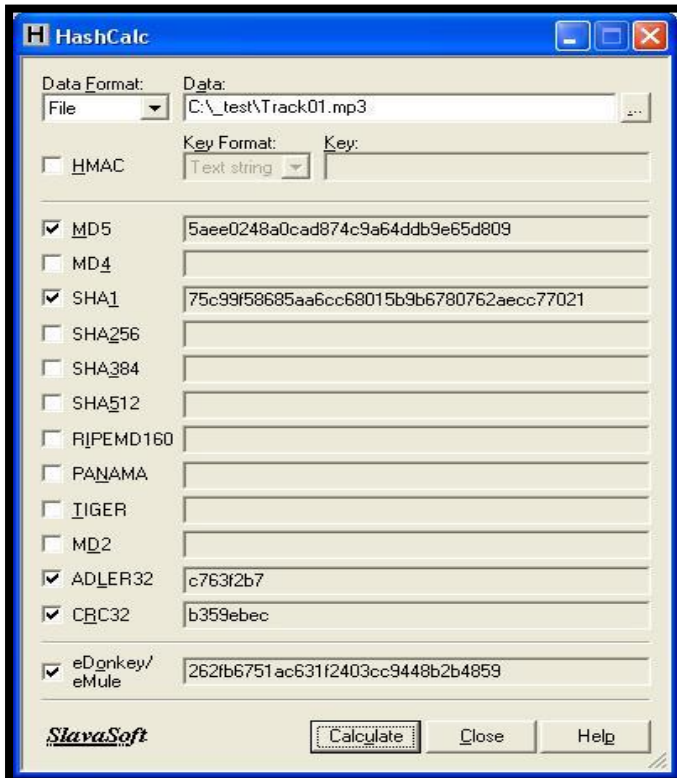 H HashCalc
Data Format: Data:
File C:\_test\Track01.mp3 ...
Key Format: Key:
HMAC Text string
MD5 5aee0248a0cad874c9a64ddb9e65d809
MD4
SHA1 75c99f58685aa6cc68015b9b6780762aecc77021
SHA256
SHA384
SHA512
RIPEMD160
PANAMA
TIGER
MD2
ADLER32 c763f2b7
CRC32 b359ebec
eDonkey/
eMule 262fb6751ac631f2403cc9448b2b4859
SlavaSoft Calculate Close Help